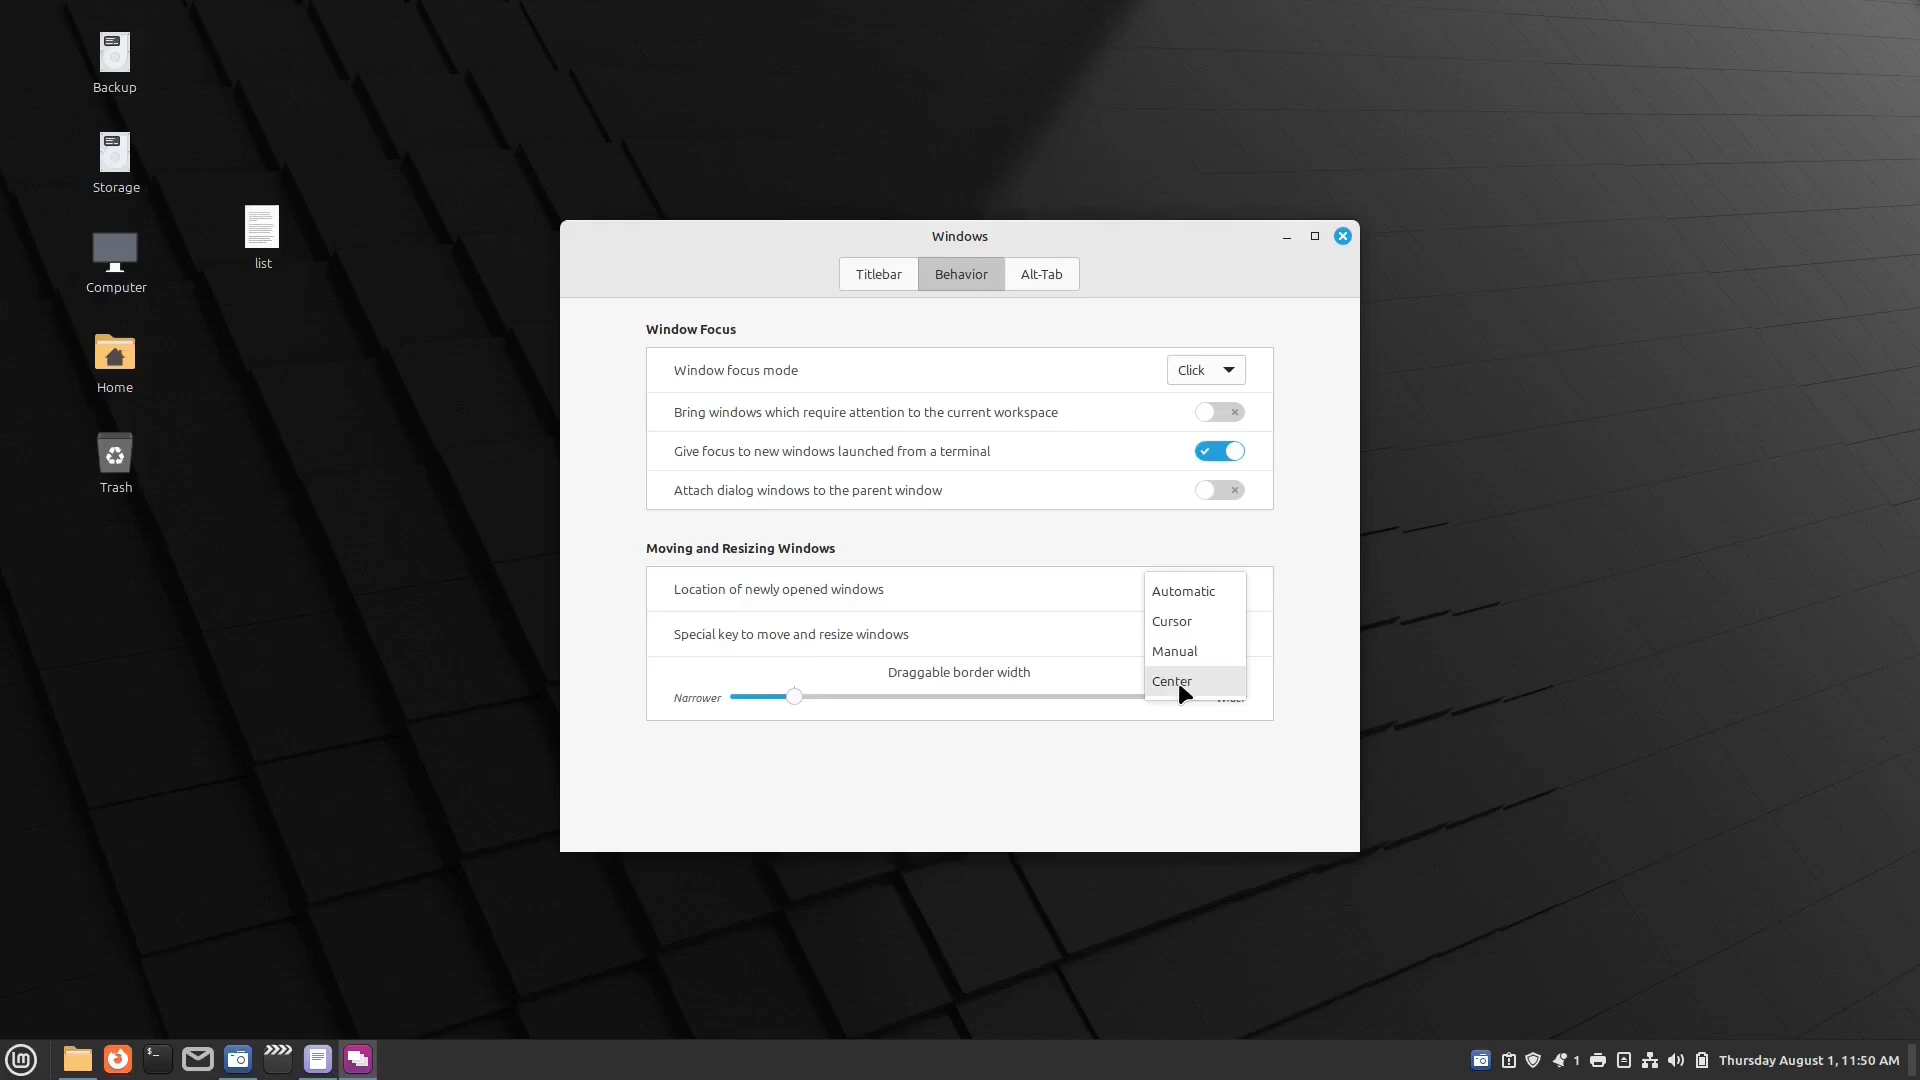 Backup
Storage
Computer
Home
Trash
list
Windows
Titlebar
Behavior
Alt-Tab
Window Focus
Window focus mode
Click
Bring windows which require attention to the current workspace
Give focus to new windows launched from a terminal
Attach dialog windows to the parent window
Moving and Resizing Windows
Location of newly opened windows
Special key to move and resize windows
Draggable border width
Narrower
Automatic
Cursor
Manual
Center
1
Thursday August 1, 11:50 AM